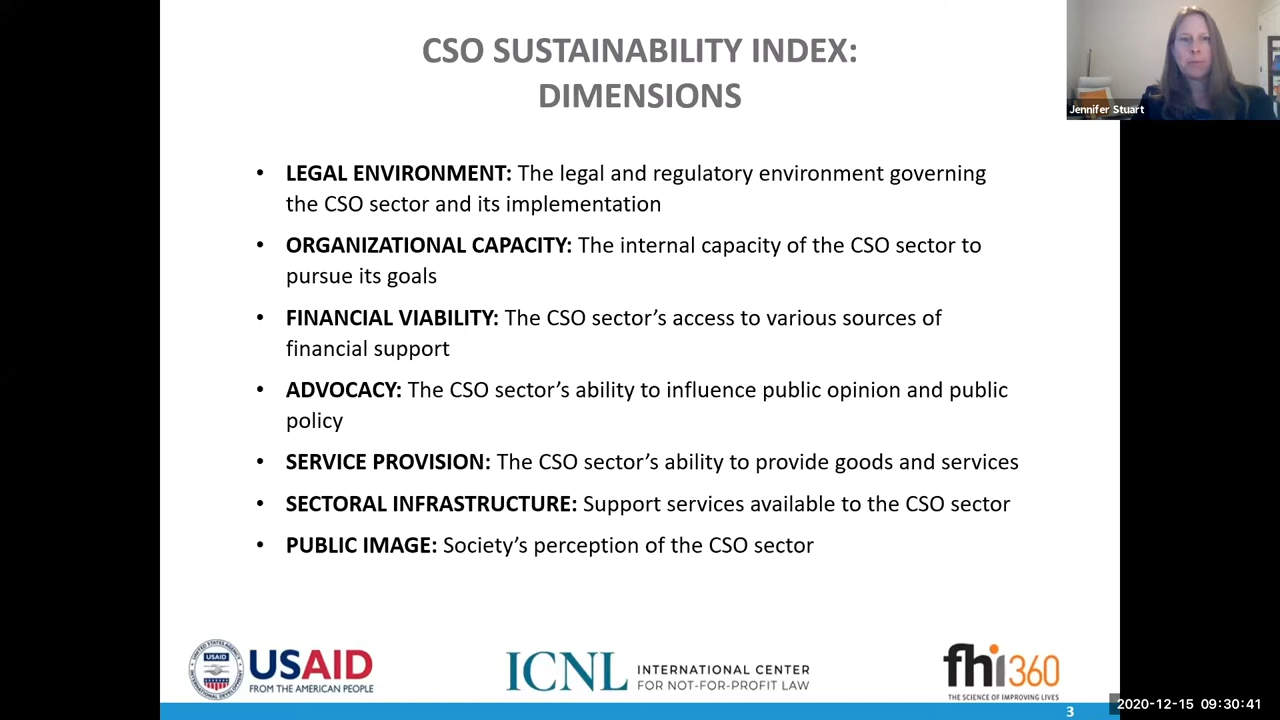 CSO SUSTAINABILITY INDEX:
DIMENSIONS
Jennifer Stuart
• LEGAL ENVIRONMENT: The legal and regulatory environment governing
the CSO sector and its implementation
• ORGANIZATIONAL CAPACITY: The internal capacity of the CSO sector to
pursue its goals
• FINANCIAL VIABILITY: The CSO sector’s access to various sources of
financial support
• ADVOCACY: The CSO sector’s ability to influence public opinion and public
policy
• SERVICE PROVISION: The CSO sector’s ability to provide goods and services
• SECTORAL INFRASTRUCTURE: Support services available to the CSO sector
• PUBLIC IMAGE: Society’s perception of the CSO sector
USAID
USAID
FROM THE AMERICAN PEOPLE
ICNL
INTERNATIONAL CENTER
FOR NOT-FOR-PROFIT LAW
fhi360
THE SCIENCE OF IMPROVING LIVES
3
2020-12-15 09:30:41